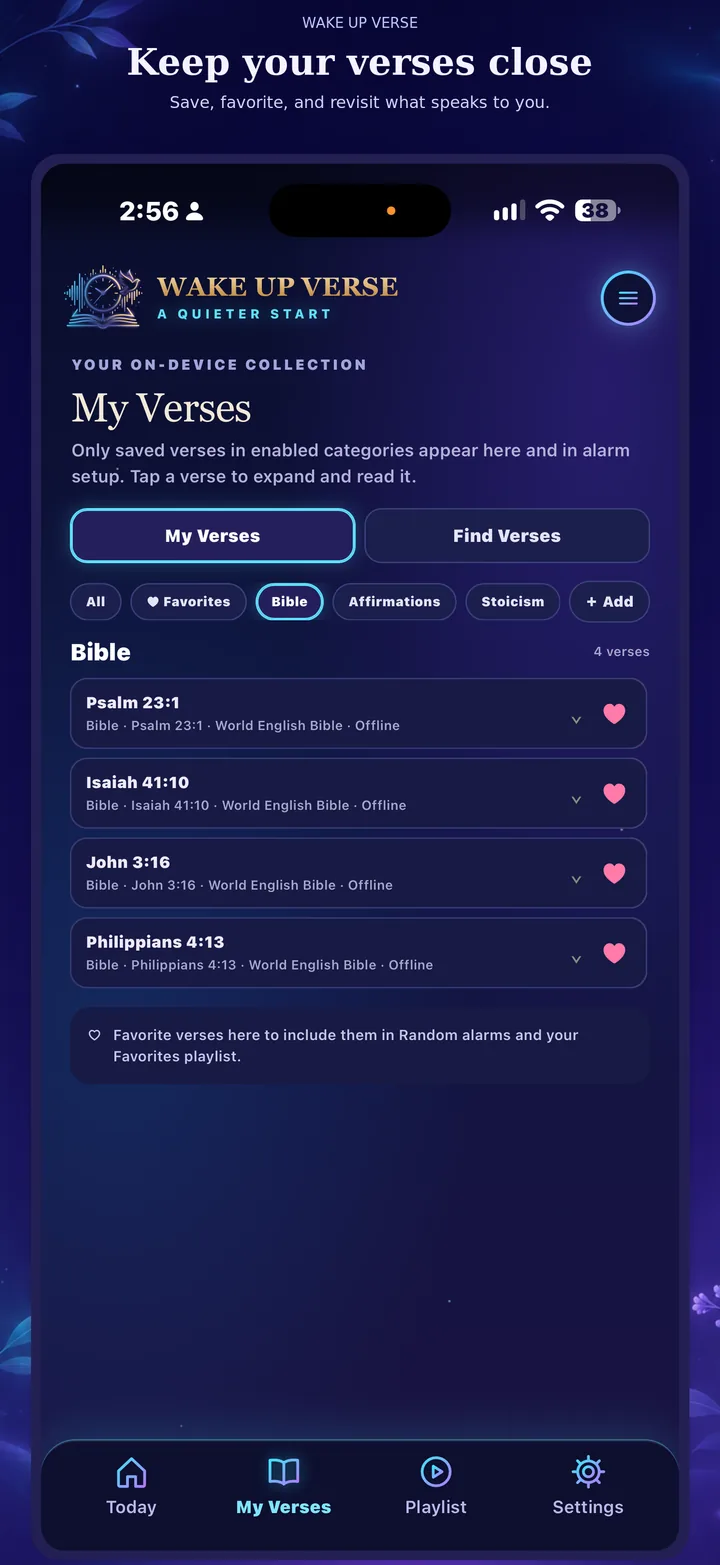 WAKE UP VERSE
Keep your verses close
Save, favorite, and revisit what speaks to you.
2:56
38
WAKE UP VERSE
A QUIETER START
YOUR ON-DEVICE COLLECTION
My Verses
Only saved verses in enabled categories appear here and in alarm
setup. Tap a verse to expand and read it.
My Verses
Find Verses
All
Favorites
Bible
Affirmations
Stoicism
+ Add
Bible
4 verses
Psalm 23:1
Bible · Psalm 23:1 · World English Bible · Offline
Isaiah 41:10
Bible · Isaiah 41:10 · World English Bible · Offline
John 3:16
Bible · John 3:16 · World English Bible · Offline
Philippians 4:13
Bible · Philippians 4:13 · World English Bible · Offline
Favorite verses here to include them in Random alarms and your
Favorites playlist.
Today
My Verses
Playlist
Settings